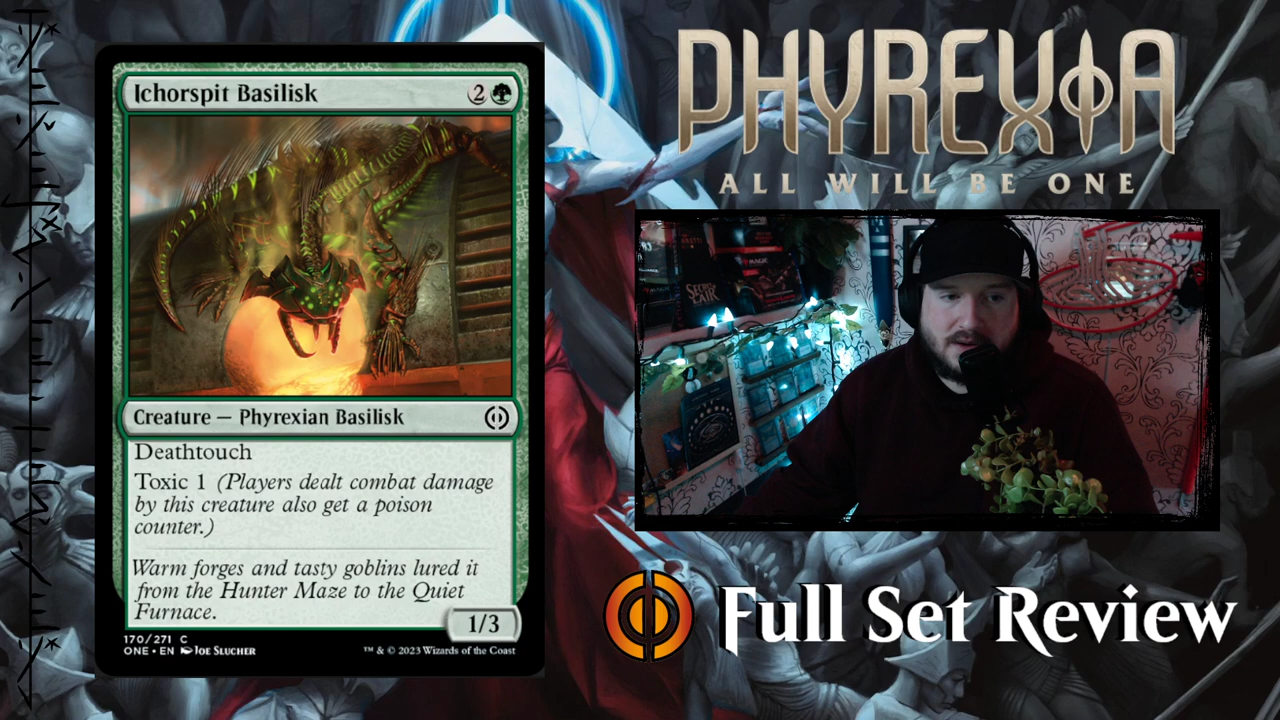 Ichorspit Basilisk 2
Creature — Phyrexian Basilisk
Deathtouch
Toxic 1 (Players dealt combat damage
by this creature also get a poison
counter.)
Warm forges and tasty goblins lured it
from the Hunter Maze to the Quiet
Furnace.
1/3
170/271 C
ONE • EN Joe Slucher
™ & © 2023 Wizards of the Coast
PHYREXIA
ALL WILL BE ONE
MAGIC
SECRET
LAIR
Full Set Review